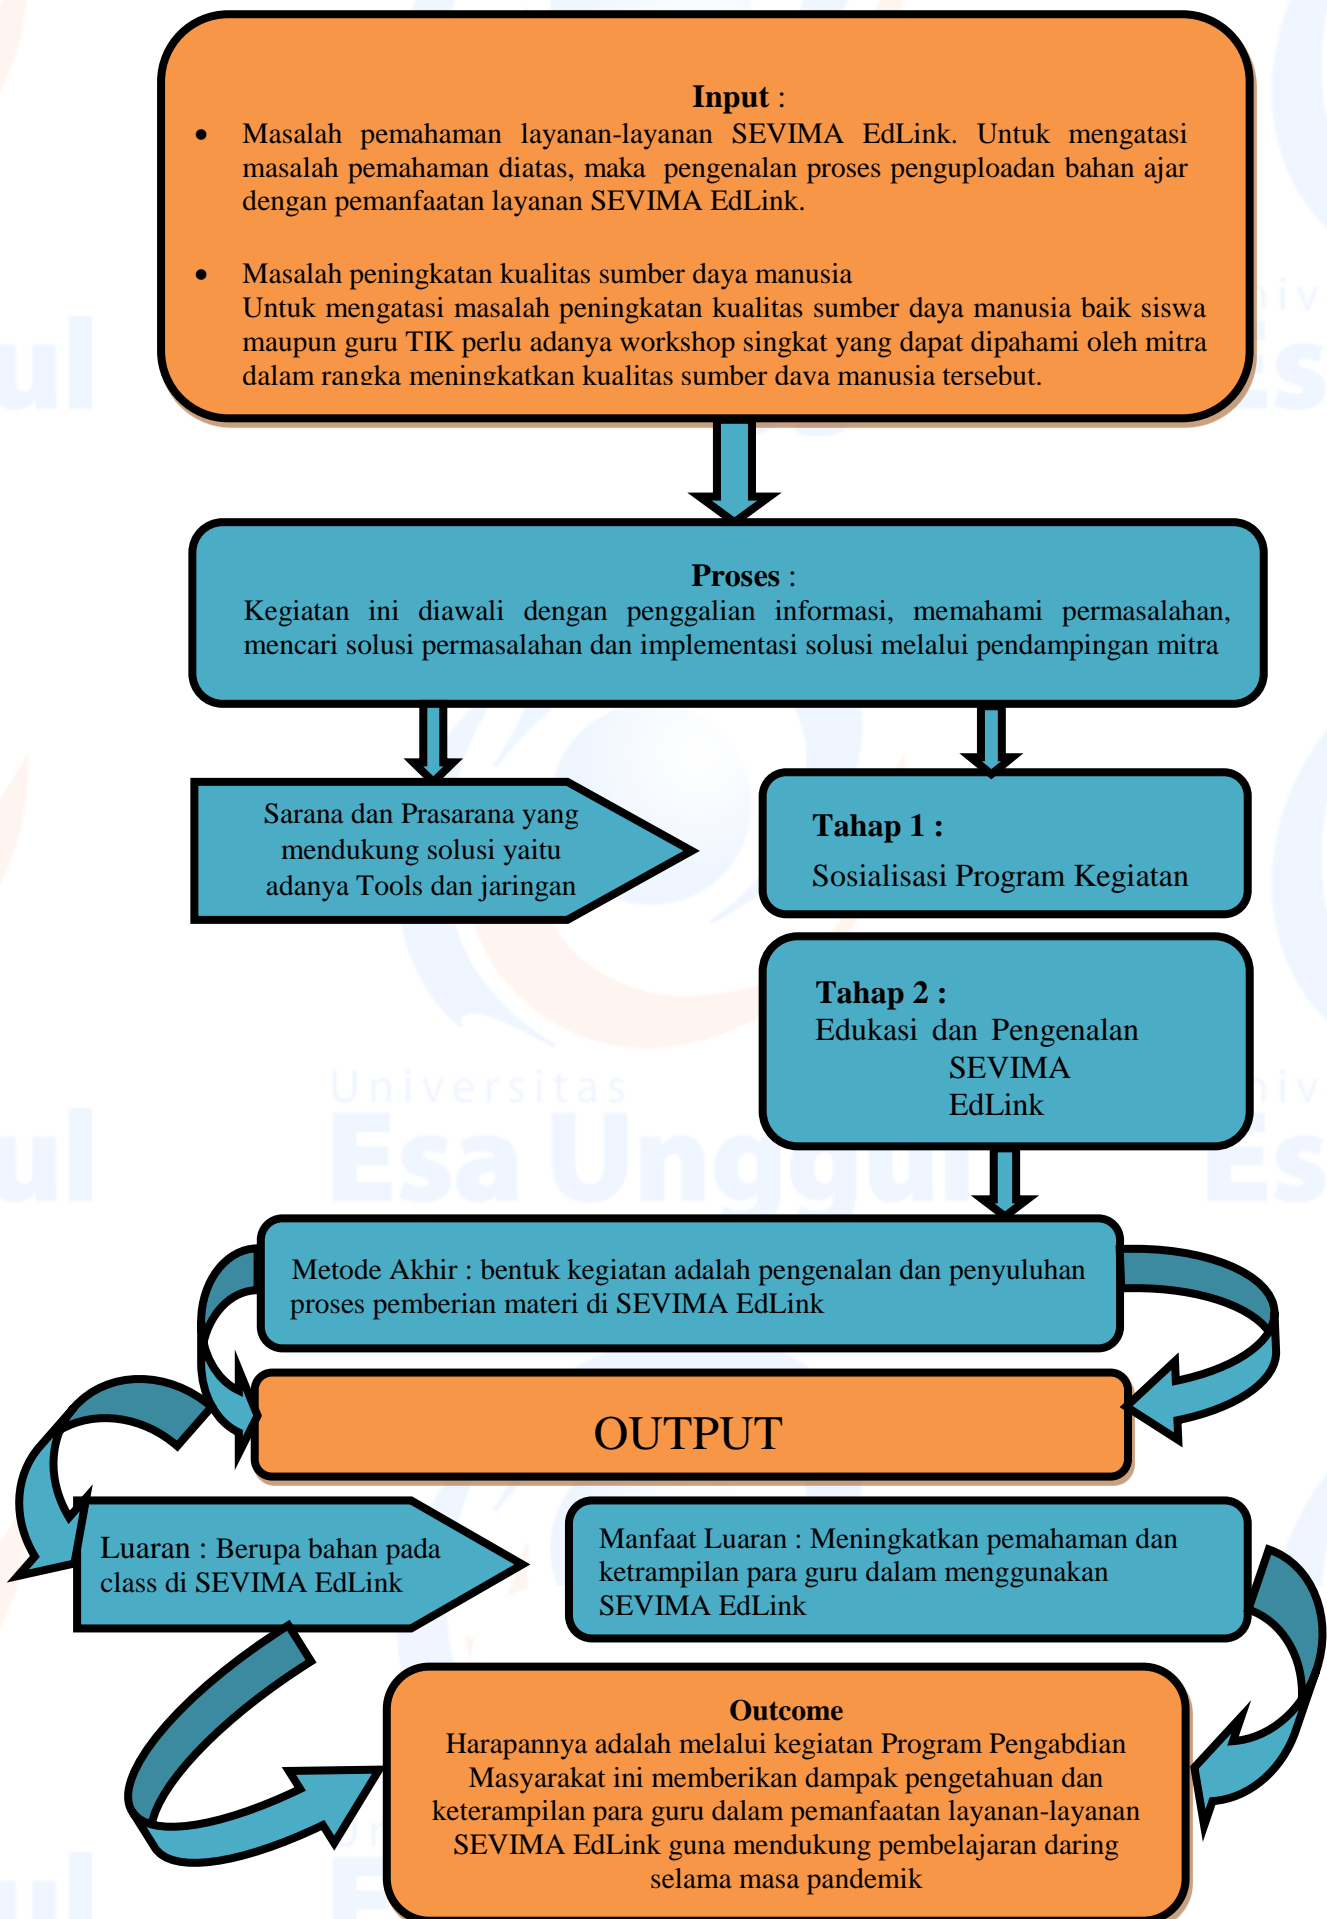 Input :
• Masalah pemahaman layanan-layanan SEVIMA EdLink. Untuk mengatasi
masalah pemahaman diatas, maka pengenalan proses penguploadan bahan ajar
dengan pemanfaatan layanan SEVIMA EdLink.
• Masalah peningkatan kualitas sumber daya manusia
Untuk mengatasi masalah peningkatan kualitas sumber daya manusia baik siswa
maupun guru TIK perlu adanya workshop singkat yang dapat dipahami oleh mitra
dalam rangka meningkatkan kualitas sumber daya manusia tersebut.
Proses :
Kegiatan ini diawali dengan penggalian informasi, memahami permasalahan,
mencari solusi permasalahan dan implementasi solusi melalui pendampingan mitra
Sarana dan Prasarana yang
mendukung solusi yaitu
adanya Tools dan jaringan
Tahap 1 :
Sosialisasi Program Kegiatan
Tahap 2 :
Edukasi dan Pengenalan
SEVIMA
EdLink
Universitas
Esa Unggul
Metode Akhir : bentuk kegiatan adalah pengenalan dan penyuluhan
proses pemberian materi di SEVIMA EdLink
OUTPUT
Luaran : Berupa bahan pada
class di SEVIMA EdLink
Manfaat Luaran : Meningkatkan pemahaman dan
ketrampilan para guru dalam menggunakan
SEVIMA EdLink
Outcome
Harapannya adalah melalui kegiatan Program Pengabdian
Masyarakat ini memberikan dampak pengetahuan dan
keterampilan para guru dalam pemanfaatan layanan-layanan
SEVIMA EdLink guna mendukung pembelajaran daring
selama masa pandemik